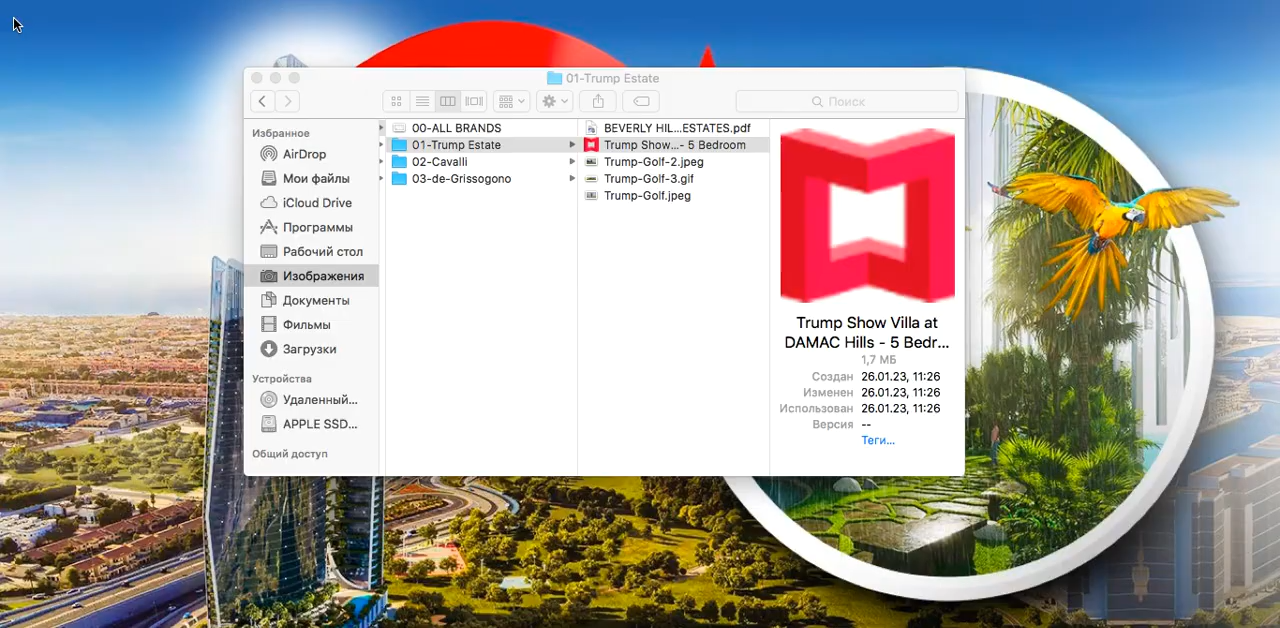 01-Trump Estate
Поиск
Избранное
AirDrop
Мои файлы
iCloud Drive
Программы
Рабочий стол
Изображения
Документы
Фильмы
Загрузки
Устройства
Удаленный...
APPLE SSD...
Общий доступ
00-ALL BRANDS
01-Trump Estate
02-Cavalli
03-de-Grissogono
BEVERLY HIL...ESTATES.pdf
Trump Show...- 5 Bedroom
Trump-Golf-2.jpeg
Trump-Golf-3.gif
Trump-Golf.jpeg
Trump Show Villa at
DAMAC Hills - 5 Bedr...
1,7 МБ
Создан 26.01.23, 11:26
Изменен 26.01.23, 11:26
Использован 26.01.23, 11:26
Версия --
Теги...